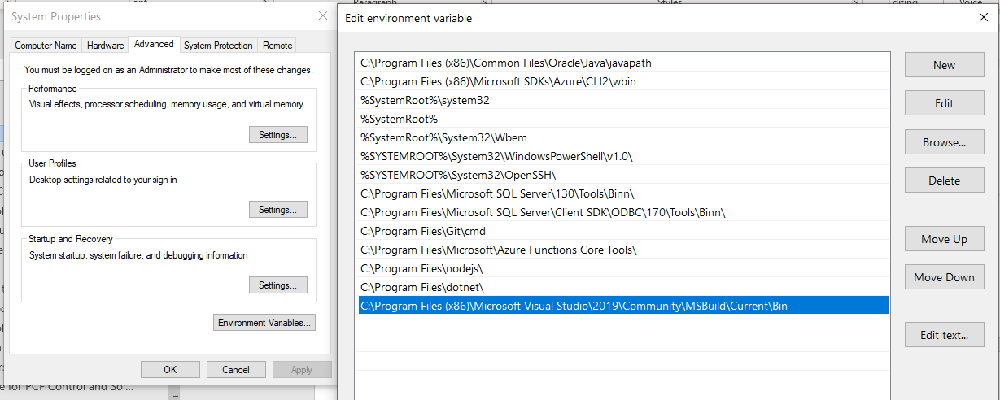 Font
Paragraph
Styles
Editing
Voice
System Properties
Computer Name
Hardware
Advanced
System Protection
Remote
You must be logged on as an Administrator to make most of these changes.
Performance
Visual effects, processor scheduling, memory usage, and virtual memory
Settings...
User Profiles
Desktop settings related to your sign-in
Settings...
Startup and Recovery
System startup, system failure, and debugging information
Settings...
Environment Variables...
OK
Cancel
Apply
e for PCF Control and Sol...
Edit environment variable
C:\Program Files (x86)\Common Files\Oracle\Java\javapath
C:\Program Files (x86)\Microsoft SDKs\Azure\CLI2\wbin
%SystemRoot%\system32
%SystemRoot%
%SystemRoot%\System32\Wbem
%SYSTEMROOT%\System32\WindowsPowerShell\v1.0\
%SYSTEMROOT%\System32\OpenSSH\
C:\Program Files\Microsoft SQL Server\130\Tools\Binn\
C:\Program Files\Microsoft SQL Server\Client SDK\ODBC\170\Tools\Binn\
C:\Program Files\Git\cmd
C:\Program Files\Microsoft\Azure Functions Core Tools\
C:\Program Files\nodejs\
C:\Program Files\dotnet\
C:\Program Files (x86)\Microsoft Visual Studio\2019\Community\MSBuild\Current\Bin
New
Edit
Browse...
Delete
Move Up
Move Down
Edit text...